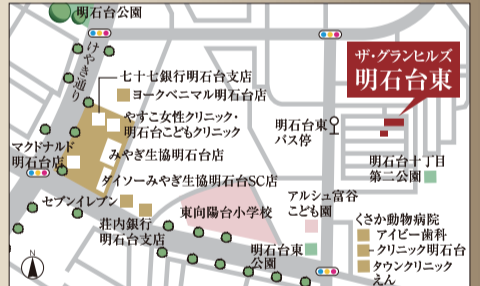 明石台公園
けやき通り
七十七銀行明石台支店
ヨークベニマル明石台店
やすこ女性クリニック・
明石台こどもクリニック
マクドナルド
明石台店
みやぎ生協明石台店
ダイソーみやぎ生協明石台SC店
セブンイレブン
荘内銀行
明石台支店
東向陽台小学校
明石台東
公園
明石台東
バス停
ザ・グランヒルズ
明石台東
明石台十丁目
第二公園
アルシュ富谷
こども園
くさか動物病院
アイビー歯科
クリニック明石台
タウンクリニック
えん
N